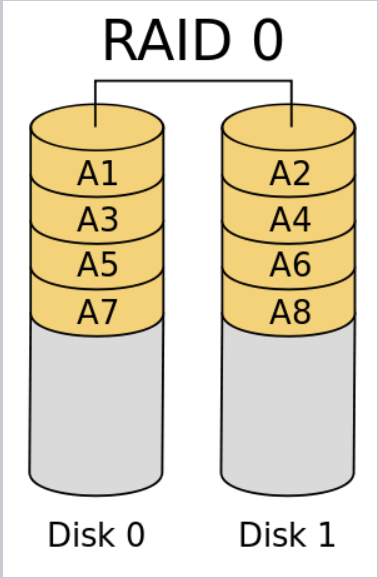 RAID 0
A1 A2
A3 A4
A5 A6
A7 A8
Disk 0 Disk 1